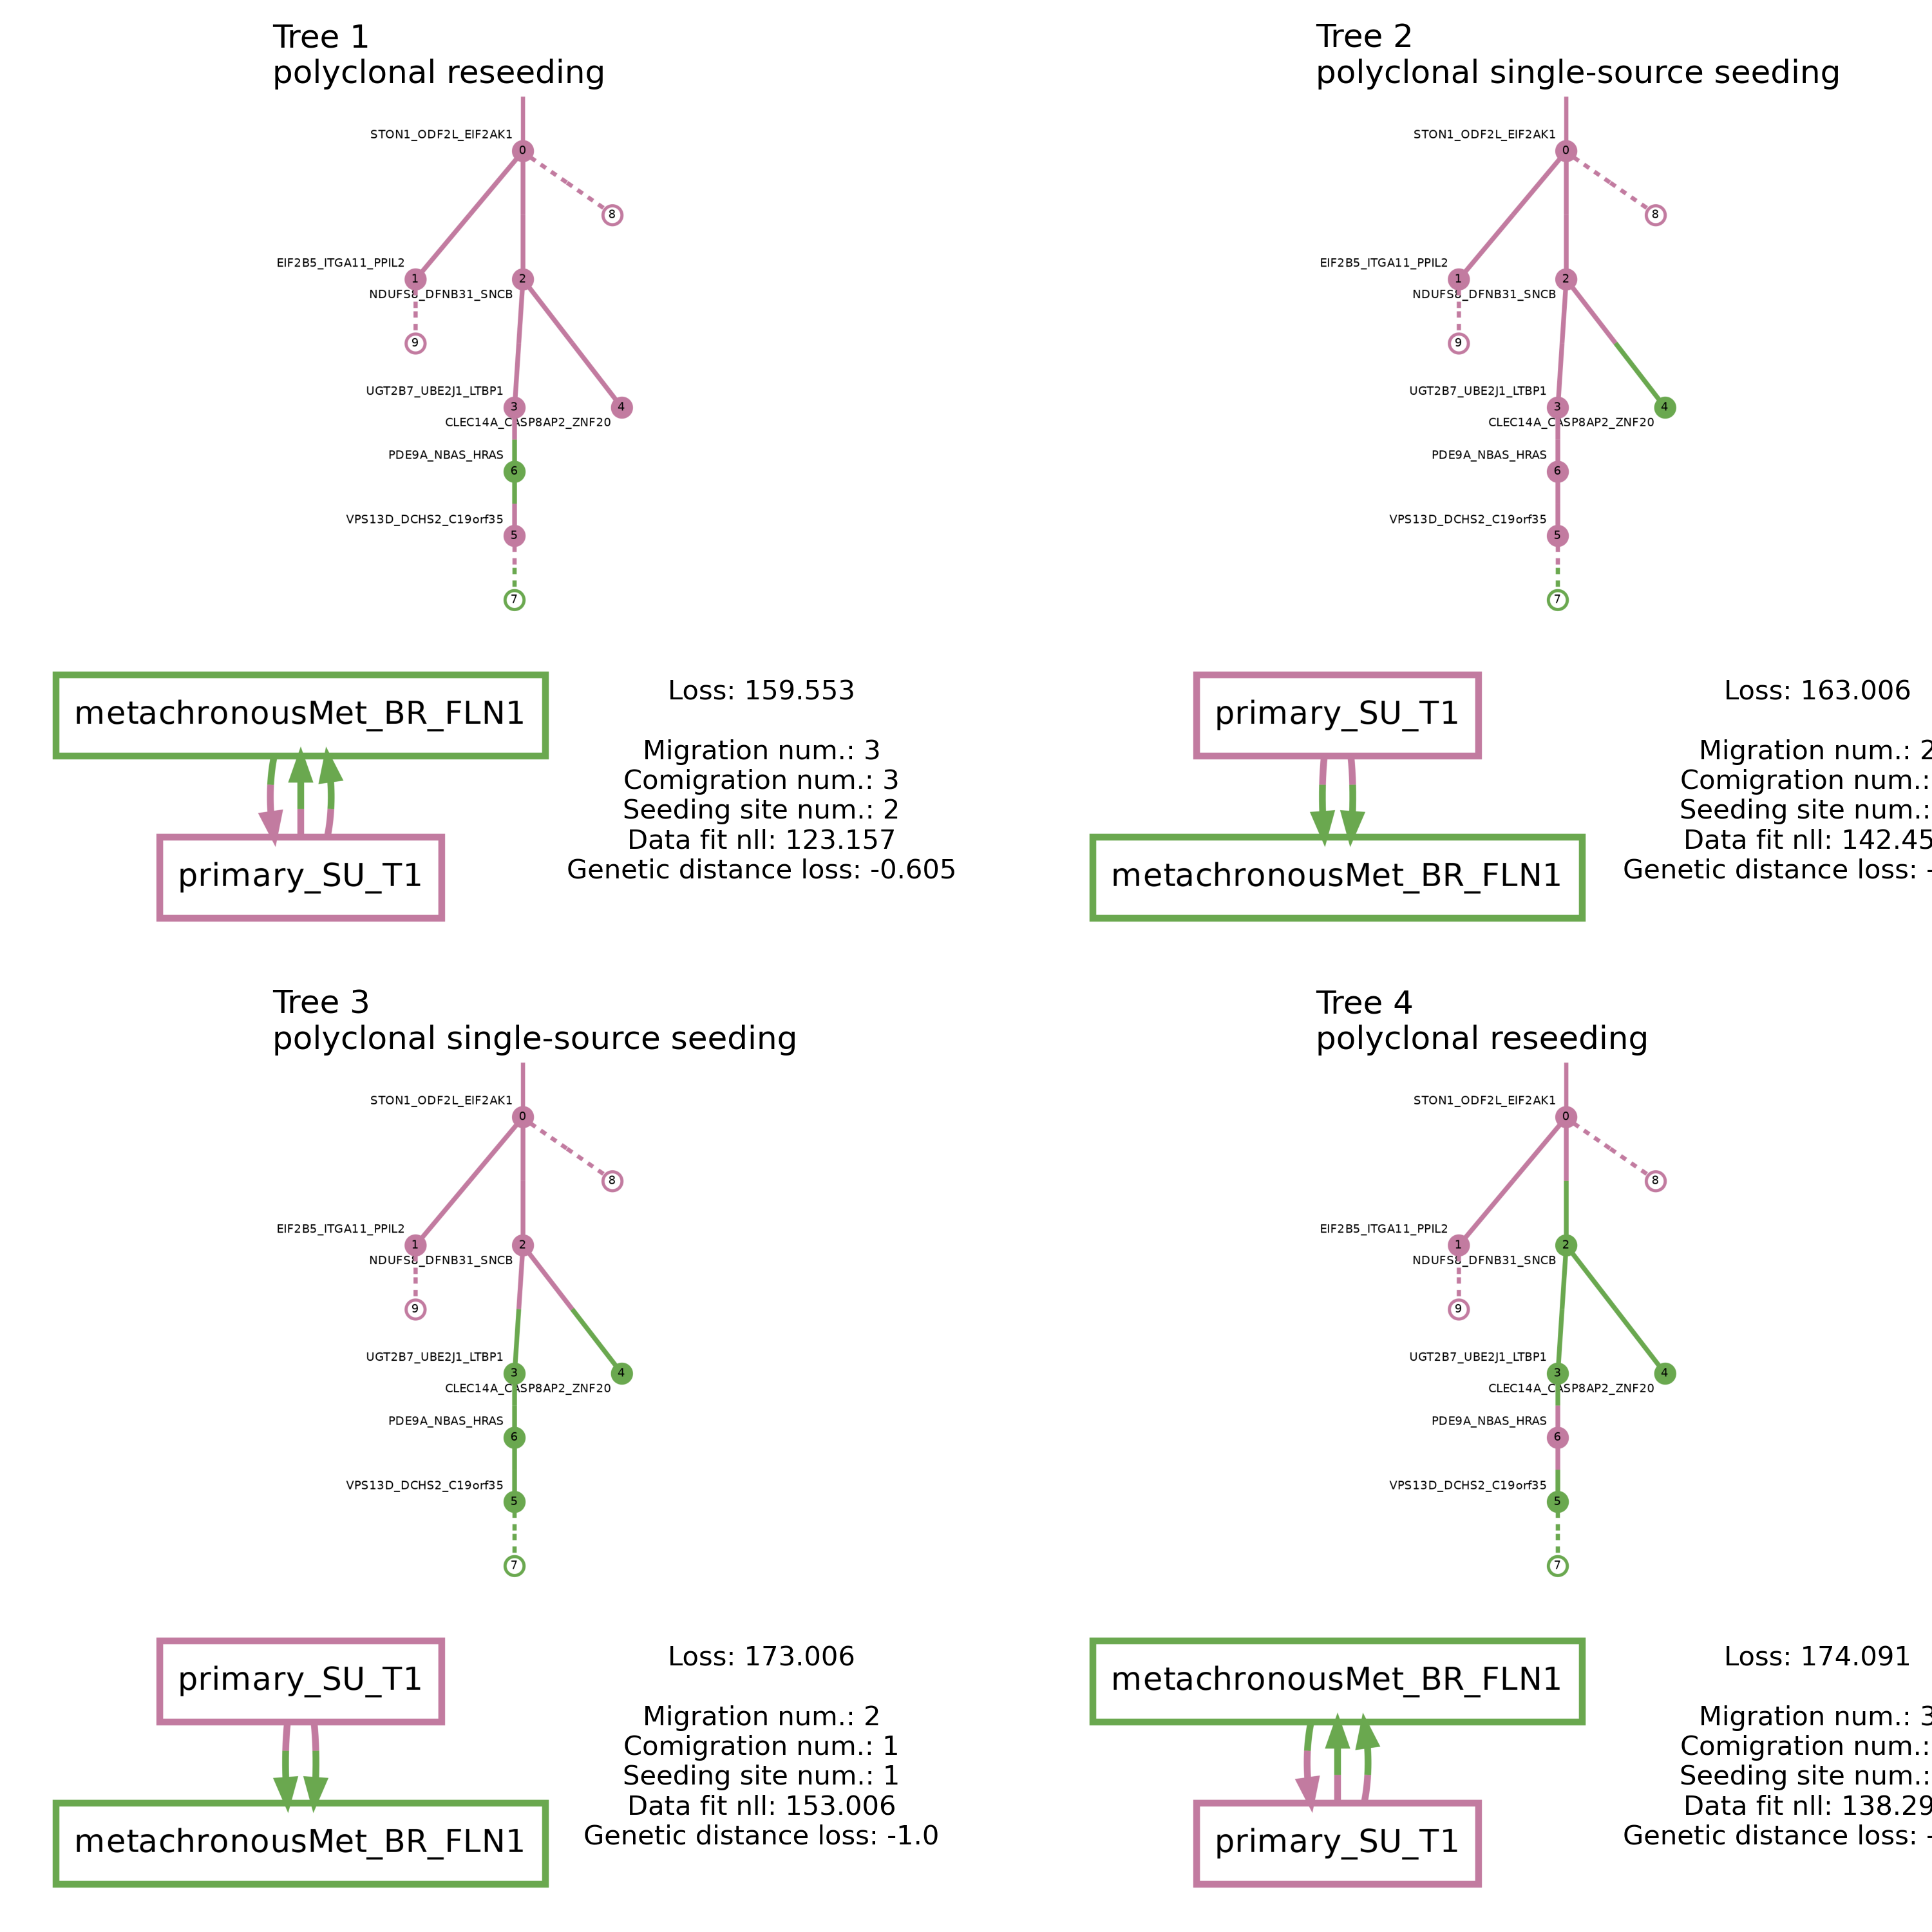 Tree 1
polyclonal reseeding
STON1_ODF2L_EIF2AK1
0
8
EIF2B5_ITGA11_PPIL2
1
2
NDUFS8_DFNB31_SNCB
9
UGT2B7_UBE2J1_LTBP1
3
4
CLEC14A_CASP8AP2_ZNF20
PDE9A_NBAS_HRAS
6
VPS13D_DCHS2_C19orf35
5
7
metachronousMet_BR_FLN1
primary_SU_T1
Loss: 159.553
Migration num.: 3
Comigration num.: 3
Seeding site num.: 2
Data fit nll: 123.157
Genetic distance loss: -0.605
Tree 2
polyclonal single-source seeding
STON1_ODF2L_EIF2AK1
0
8
EIF2B5_ITGA11_PPIL2
1
2
NDUFS8_DFNB31_SNCB
9
UGT2B7_UBE2J1_LTBP1
3
4
CLEC14A_CASP8AP2_ZNF20
PDE9A_NBAS_HRAS
6
VPS13D_DCHS2_C19orf35
5
7
primary_SU_T1
metachronousMet_BR_FLN1
Loss: 163.006
Migration num.: 2
Comigration num.:
Seeding site num.:
Data fit nll: 142.45
Genetic distance loss: -
Tree 3
polyclonal single-source seeding
STON1_ODF2L_EIF2AK1
0
8
EIF2B5_ITGA11_PPIL2
1
2
NDUFS8_DFNB31_SNCB
9
UGT2B7_UBE2J1_LTBP1
3
4
CLEC14A_CASP8AP2_ZNF20
PDE9A_NBAS_HRAS
6
VPS13D_DCHS2_C19orf35
5
7
primary_SU_T1
metachronousMet_BR_FLN1
Loss: 173.006
Migration num.: 2
Comigration num.: 1
Seeding site num.: 1
Data fit nll: 153.006
Genetic distance loss: -1.0
Tree 4
polyclonal reseeding
STON1_ODF2L_EIF2AK1
0
8
EIF2B5_ITGA11_PPIL2
1
2
NDUFS8_DFNB31_SNCB
9
UGT2B7_UBE2J1_LTBP1
3
4
CLEC14A_CASP8AP2_ZNF20
PDE9A_NBAS_HRAS
6
VPS13D_DCHS2_C19orf35
5
7
metachronousMet_BR_FLN1
primary_SU_T1
Loss: 174.091
Migration num.: 3
Comigration num.:
Seeding site num.:
Data fit nll: 138.29
Genetic distance loss: -